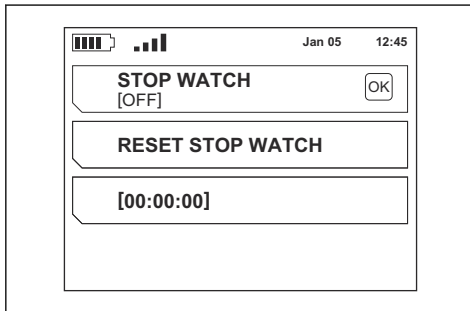 Jan 05 12:45
STOP WATCH
[OFF]
OK
RESET STOP WATCH
[00:00:00]